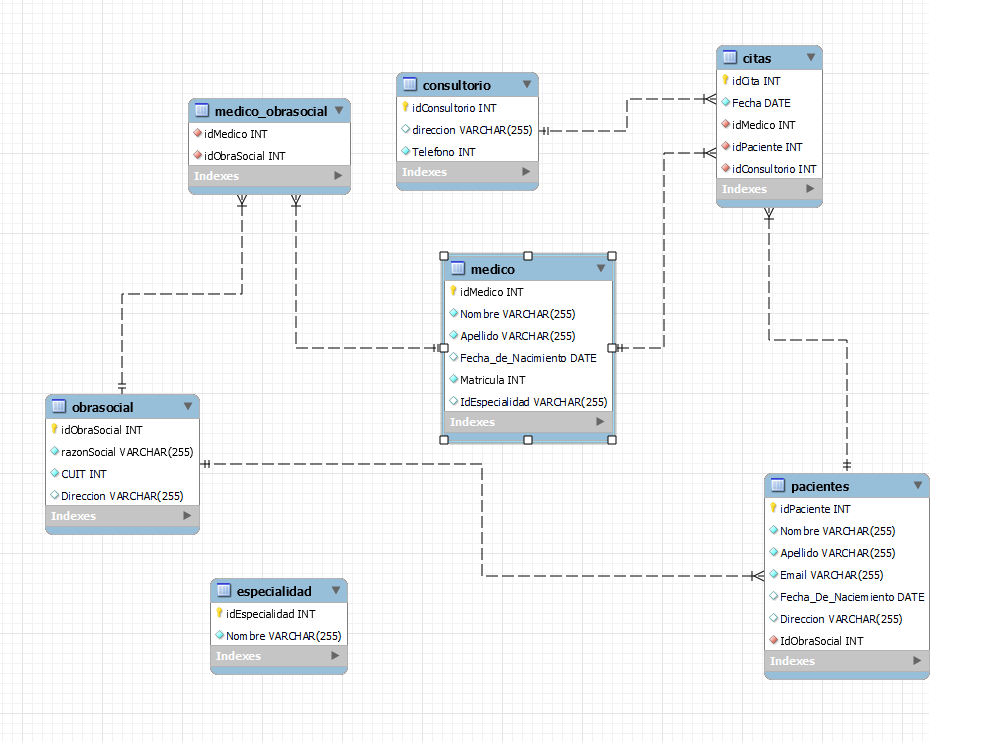 medico_obrasocial
idMedico INT
idObraSocial INT
Indexes
consultorio
idConsultorio INT
direccion VARCHAR(255)
Telefono INT
Indexes
citas
idCita INT
Fecha DATE
idMedico INT
idPaciente INT
idConsultorio INT
Indexes
medico
idMedico INT
Nombre VARCHAR(255)
Apellido VARCHAR(255)
Fecha_de_Nacimiento DATE
Matricula INT
IdEspecialidad VARCHAR(255)
Indexes
obrasocial
idObraSocial INT
razonSocial VARCHAR(255)
CUIT INT
Direccion VARCHAR(255)
Indexes
pacientes
idPaciente INT
Nombre VARCHAR(255)
Apellido VARCHAR(255)
Email VARCHAR(255)
Fecha_De_Naciemiento DATE
Direccion VARCHAR(255)
IdObraSocial INT
Indexes
especialidad
idEspecialidad INT
Nombre VARCHAR(255)
Indexes